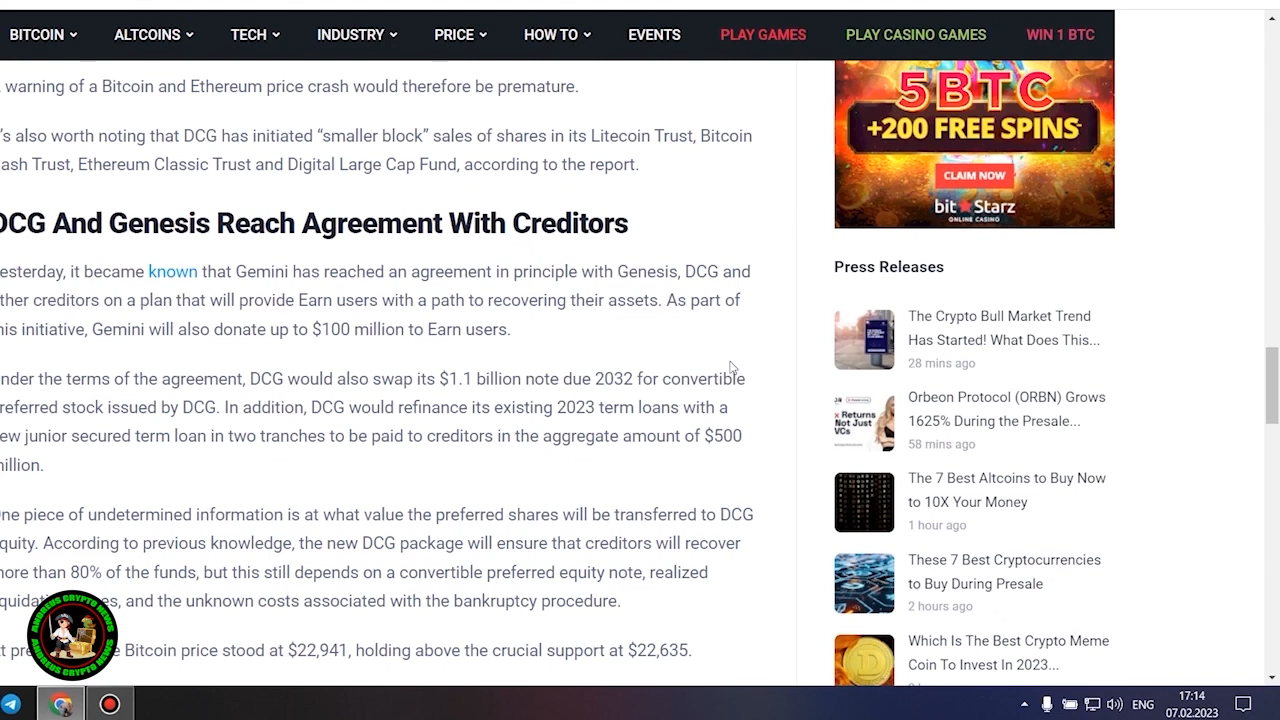 BITCOIN ALTCOINS TECH INDUSTRY PRICE HOW TO EVENTS PLAY GAMES PLAY CASINO GAMES WIN 1 BTC
warning of a Bitcoin and Ethereum price crash would therefore be premature.
's also worth noting that DCG has initiated “smaller block” sales of shares in its Litecoin Trust, Bitcoin
ash Trust, Ethereum Classic Trust and Digital Large Cap Fund, according to the report.
DCG And Genesis Reach Agreement With Creditors
esterday, it became known that Gemini has reached an agreement in principle with Genesis, DCG and
ther creditors on a plan that will provide Earn users with a path to recovering their assets. As part of
his initiative, Gemini will also donate up to $100 million to Earn users.
nder the terms of the agreement, DCG would also swap its $1.1 billion note due 2032 for convertible
referred stock issued by DCG. In addition, DCG would refinance its existing 2023 term loans with a
ew junior secured term loan in two tranches to be paid to creditors in the aggregate amount of $500
million.
One piece of undetermined information is at what value the preferred shares will be transferred to DCG
quity. According to previous knowledge, the new DCG package will ensure that creditors will recover
more than 80% of the funds, but this still depends on a convertible preferred equity note, realized
and the unknown costs associated with the bankruptcy procedure.
Bitcoin price stood at $22,941, holding above the crucial support at $22,635.
ANDREUS CRYPTO NEWS
ANDREUS CRYPTO NEWS
5BTC
+200 FREE SPINS
CLAIM NOW
bitStarz
ONLINE CASINO
Press Releases
The Crypto Bull Market Trend
Has Started! What Does This...
28 mins ago
Returns
Not Just
VCs
Orbeon Protocol (ORBN) Grows
1625% During the Presale...
58 mins ago
The 7 Best Altcoins to Buy Now
to 10X Your Money
1 hour ago
These 7 Best Cryptocurrencies
to Buy During Presale
2 hours ago
Which Is The Best Crypto Meme
Coin To Invest In 2023...
ENG
17:14
07.02.2023